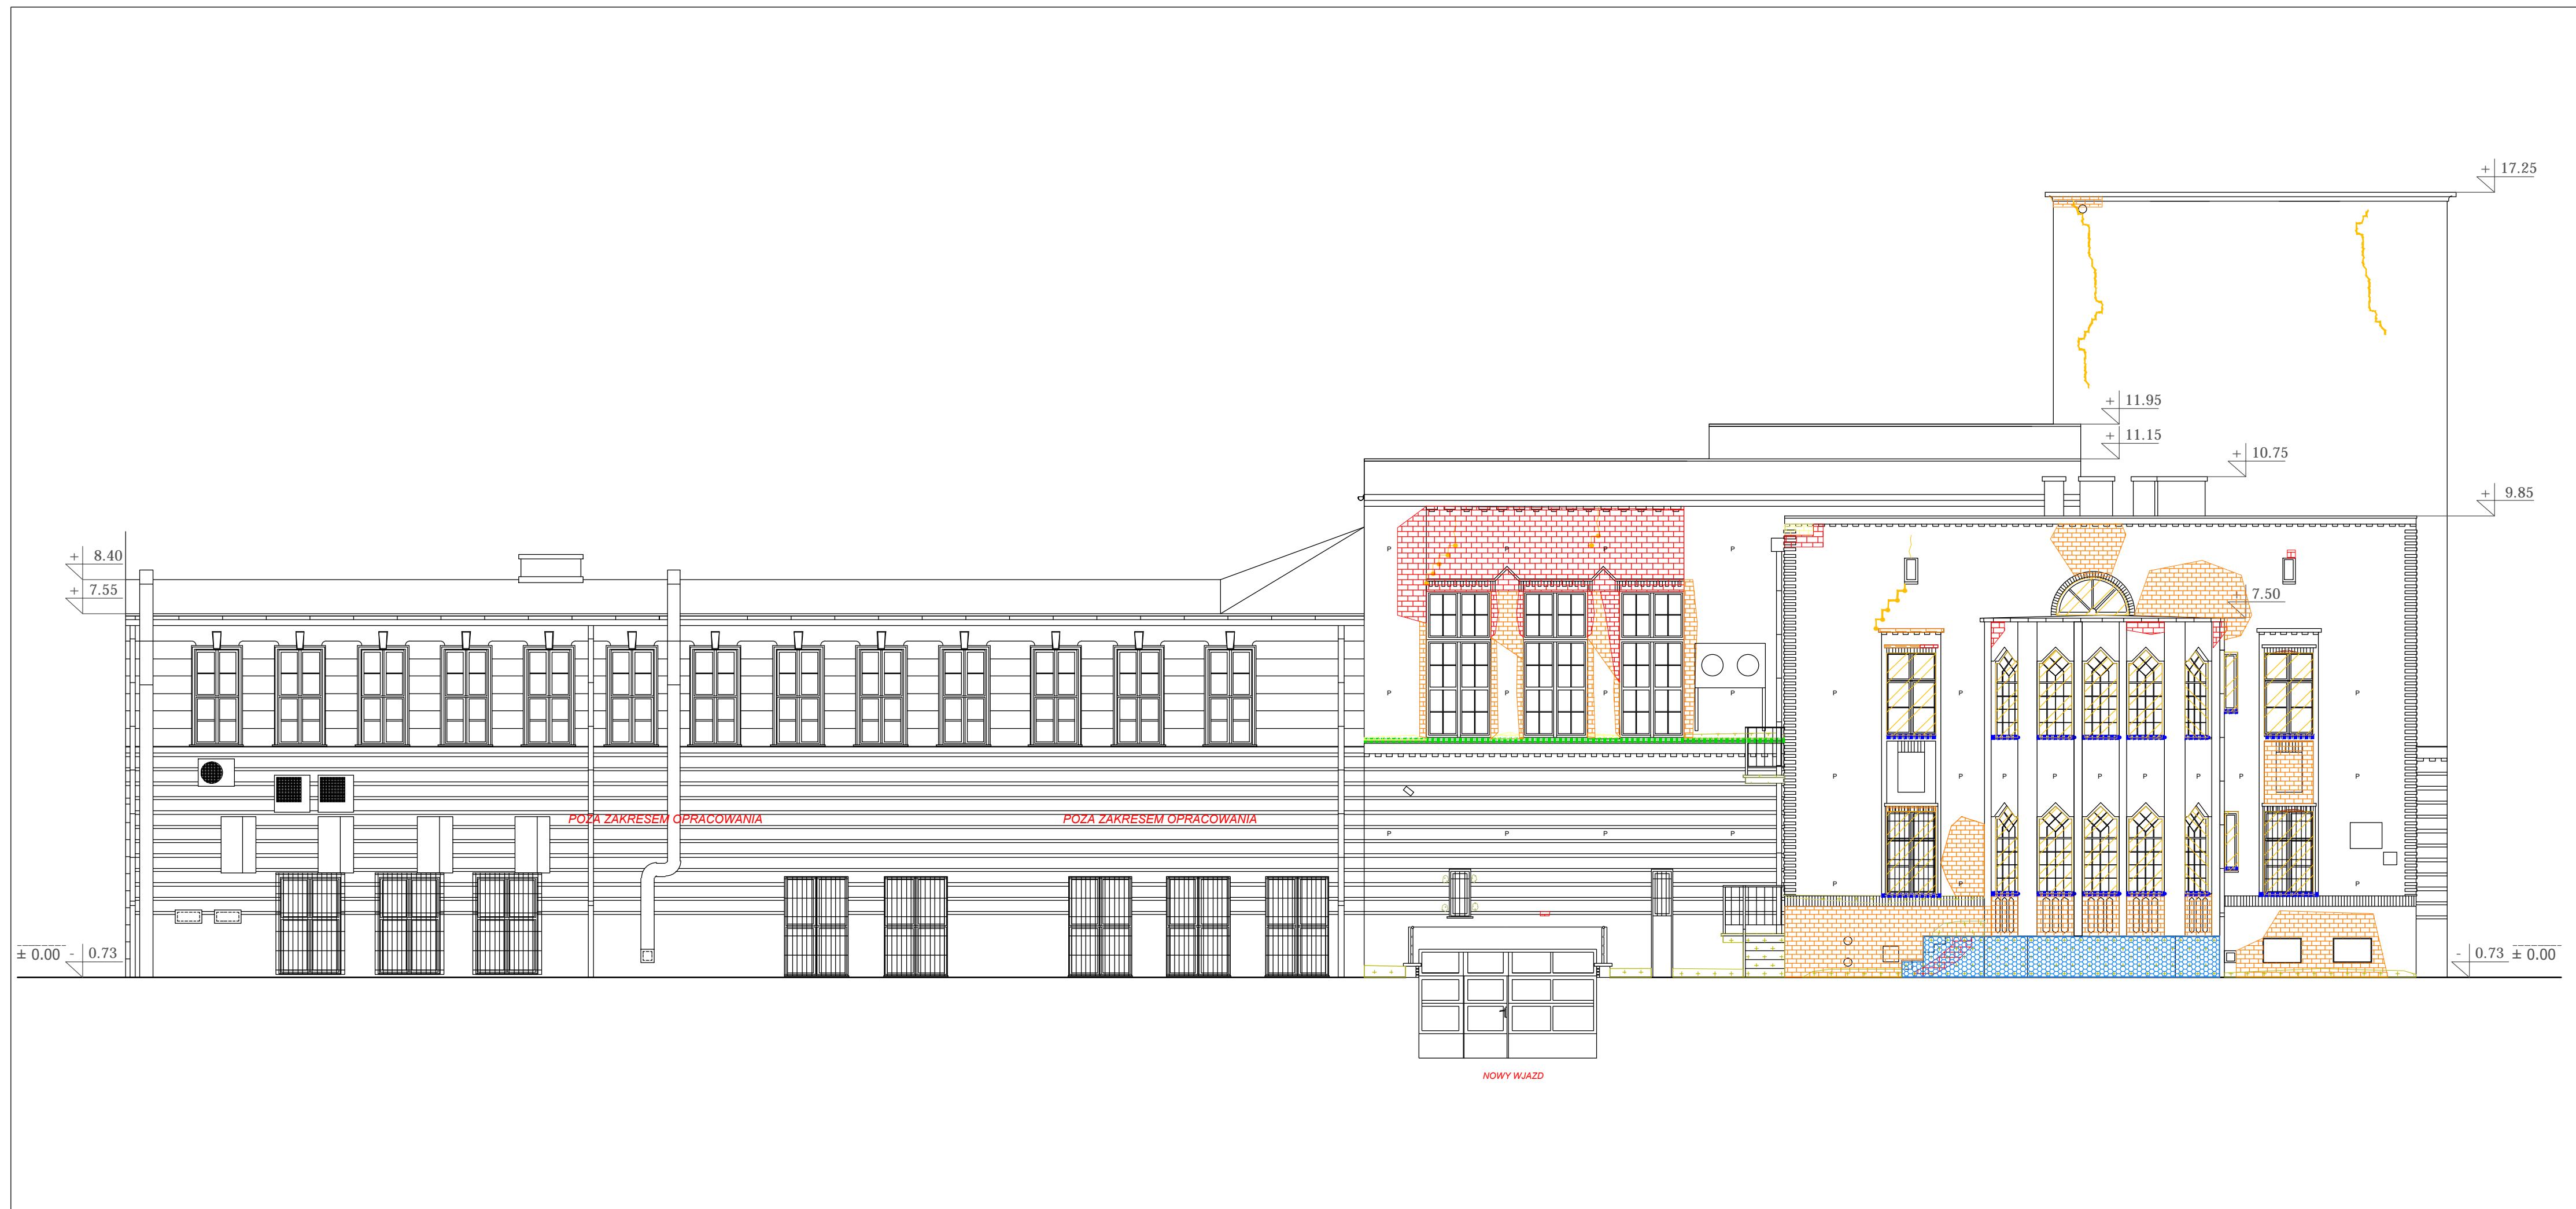 + 17.25
+ 11.95
+ 11.15
+ 10.75
+ 9.85
+ 8.40
+ 7.55
+ 7.50
P P P P
P P P P P P P
POZA ZAKRESEM OPRACOWANIA POZA ZAKRESEM OPRACOWANIA
P P P P P P P P P
P P P P
P P P
± 0.00 - 0.73
- 0.73 ± 0.00
NOWY WJAZD